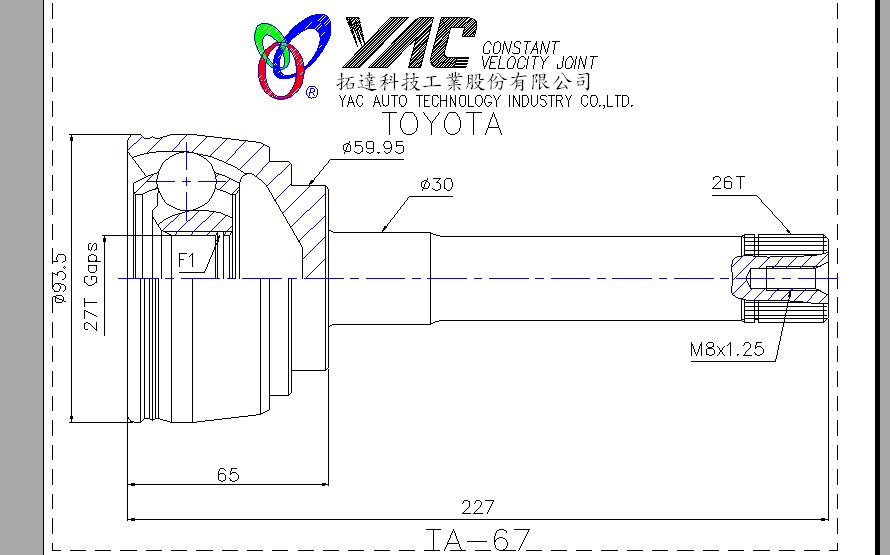 YAC
CONSTANT
VELOCITY JOINT
®
拓達科技工業股份有限公司
YAC AUTO TECHNOLOGY INDUSTRY CO.,LTD.
TOYOTA
ø59.95
ø30
26T
F1
ø93.5
27T Gaps
M8x1.25
65
227
TA-67